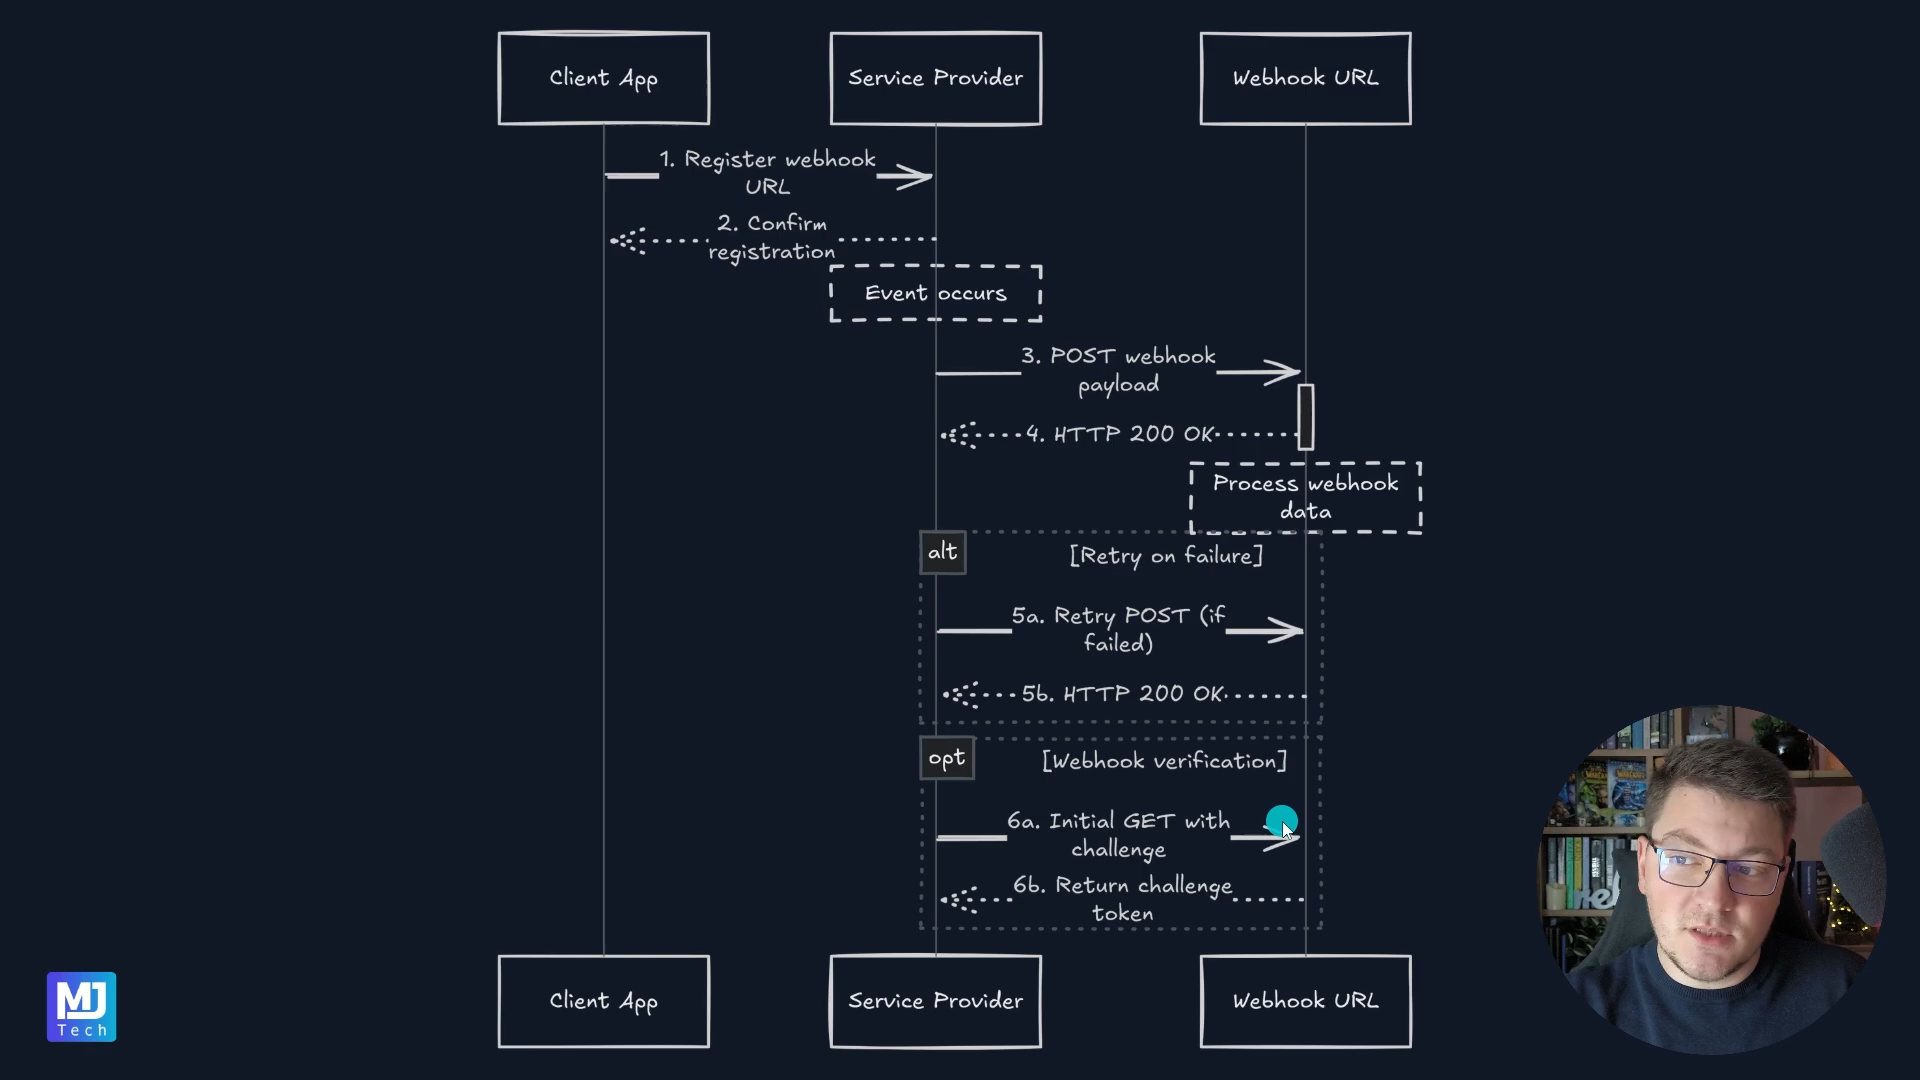 Client App
Service Provider
Webhook URL
1. Register webhook
URL
2. Confirm
registration
Event occurs
3. POST webhook
payload
4. HTTP 200 OK
Process webhook
data
alt
[Retry on failure]
5a. Retry POST (if
failed)
5b. HTTP 200 OK
opt
[Webhook verification]
6a. Initial GET with
challenge
6b. Return challenge
token
Client App
Service Provider
Webhook URL
MJ
Tech